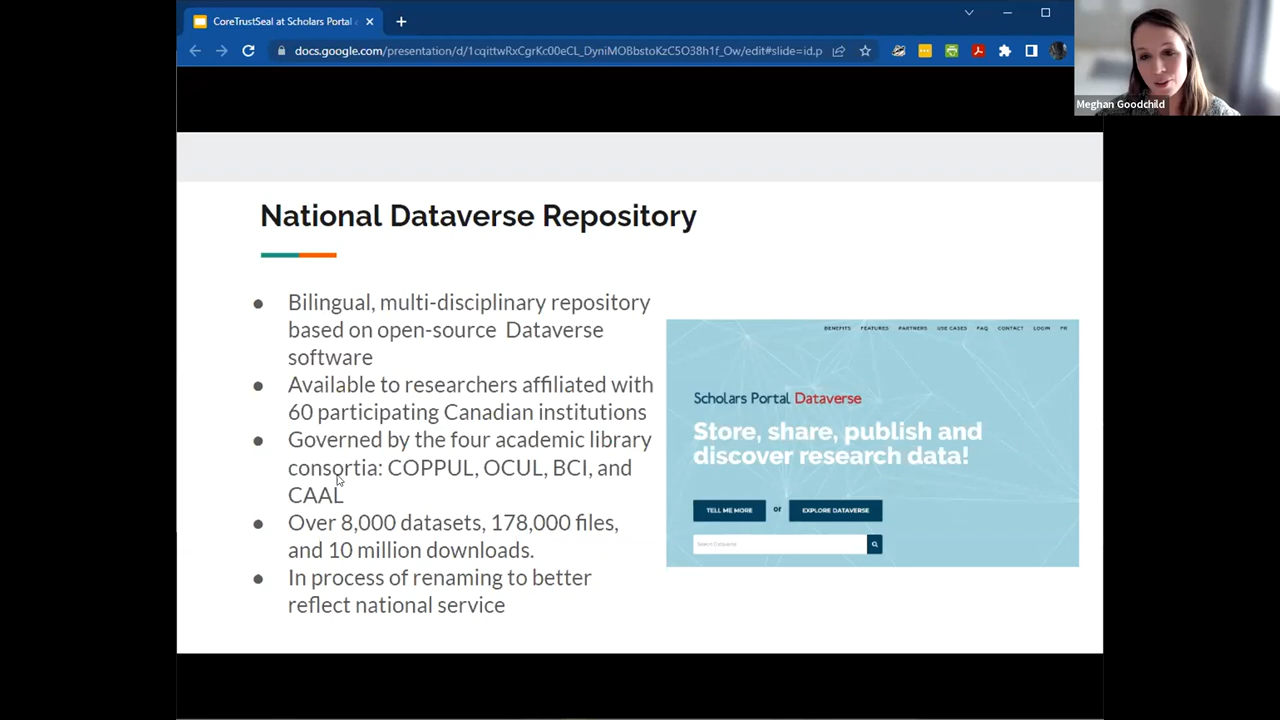 CoreTrustSeal at Scholars Portal
docs.google.com/presentation/d/1cqittwRxCgrKc00eCL_DyniMOBbstoKzC5O38h1f_Ow/edit#slide=id.p
Meghan Goodchild
National Dataverse Repository
● Bilingual, multi-disciplinary repository
based on open-source Dataverse
software
● Available to researchers affiliated with
60 participating Canadian institutions
● Governed by the four academic library
consortia: COPPUL, OCUL, BCI, and
CAAL
● Over 8,000 datasets, 178,000 files,
and 10 million downloads.
● In process of renaming to better
reflect national service
BENEFITS FEATURES PARTNERS USE CASES FAQ CONTACT LOGIN FR
Scholars Portal Dataverse
Store, share, publish and
discover research data!
TELL ME MORE or EXPLORE DATAVERSE
Search Dataverse